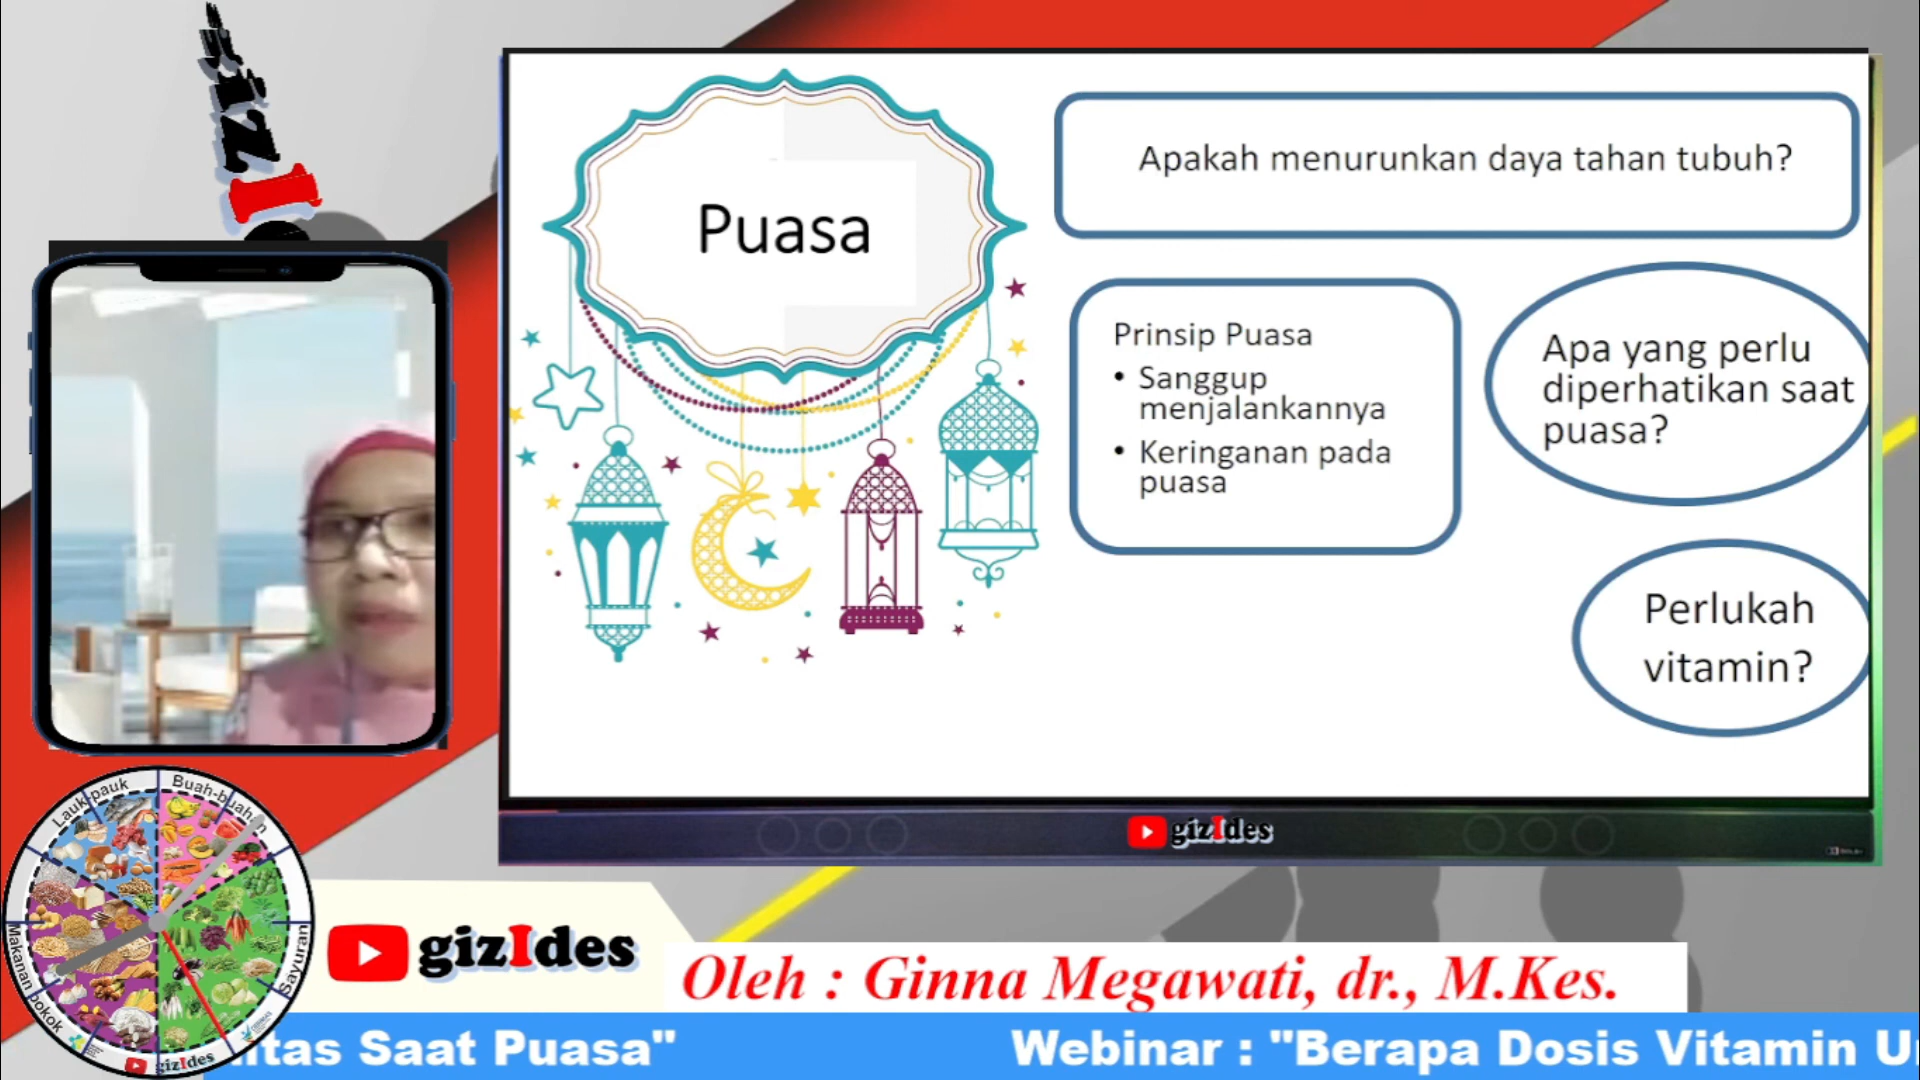 Puasa
Apakah menurunkan daya tahan tubuh?
Prinsip Puasa
• Sanggup
menjalankannya
• Keringanan pada
puasa
Apa yang perlu
diperhatikan saat
puasa?
Perlukah
vitamin?
gizIdes
Lauk-pauk
Buah-buahan
Makanan pokok
Sayuran
gizIdes
gizIdes
Oleh : Ginna Megawati, dr., M.Kes.
itas Saat Puasa" Webinar : "Berapa Dosis Vitamin U